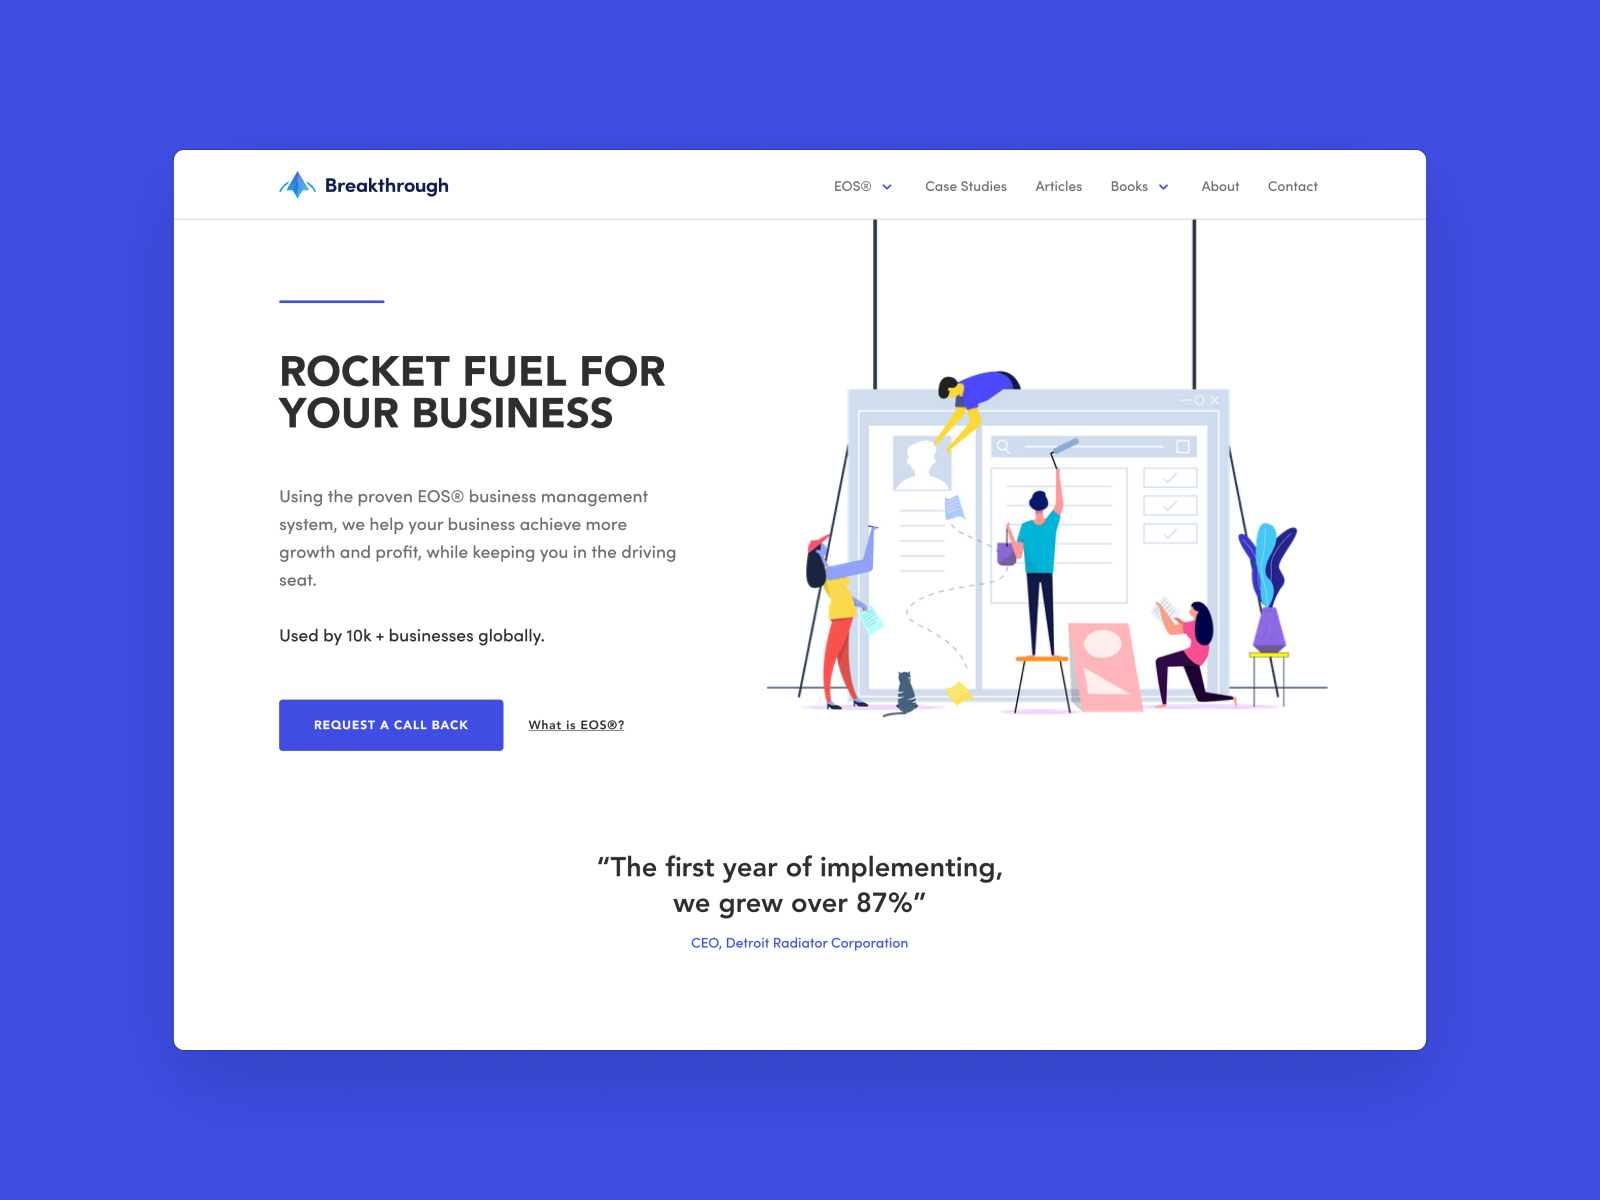 Breakthrough
EOS®
Case Studies
Articles
Books
About
Contact
ROCKET FUEL FOR
YOUR BUSINESS
Using the proven EOS® business management
system, we help your business achieve more
growth and profit, while keeping you in the driving
seat.
Used by 10k + businesses globally.
REQUEST A CALL BACK
What is EOS®?
“The first year of implementing,
we grew over 87%”
CEO, Detroit Radiator Corporation